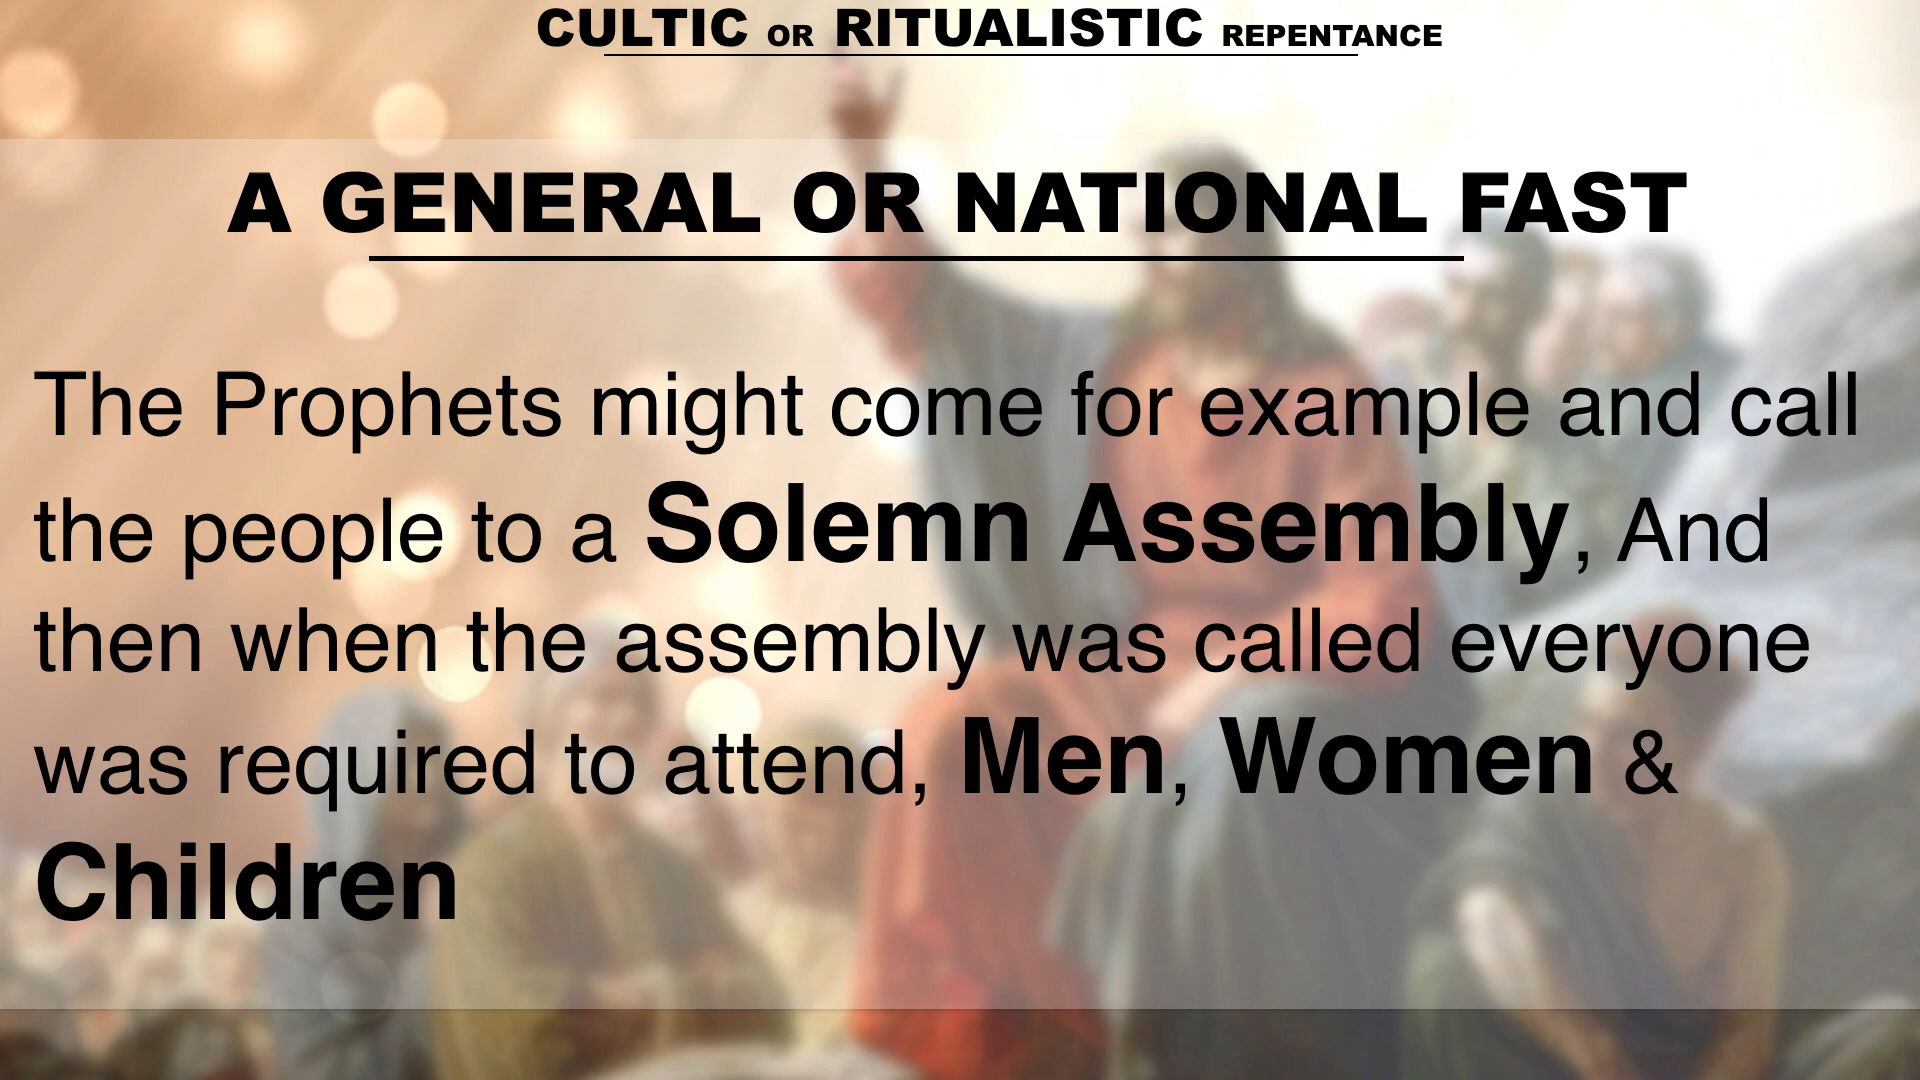 CULTIC OR RITUALISTIC REPENTANCE
A GENERAL OR NATIONAL FAST
The Prophets might come for example and call
the people to a Solemn Assembly, And
then when the assembly was called everyone
was required to attend, Men, Women &
Children